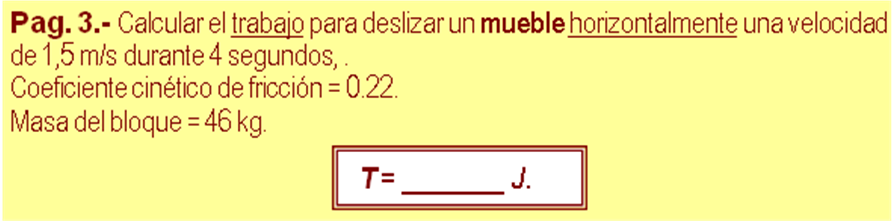 Pag. 3.- Calcular el trabajo para deslizar un mueble horizontalmente una velocidad
de 1,5 m/s durante 4 segundos, .
Coeficiente cinético de fricción = 0.22.
Masa del bloque = 46 kg.
T= _______ J.